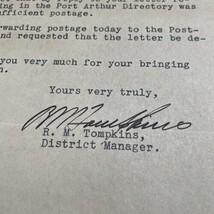 ing in the Port Arthur Directory was
fficient postage.
rwarding postage today to the Post-
n and requested that the letter be de-
.
you very much for your bringing
n.
Yours very truly,
R. M. Tompkins,
District Manager.